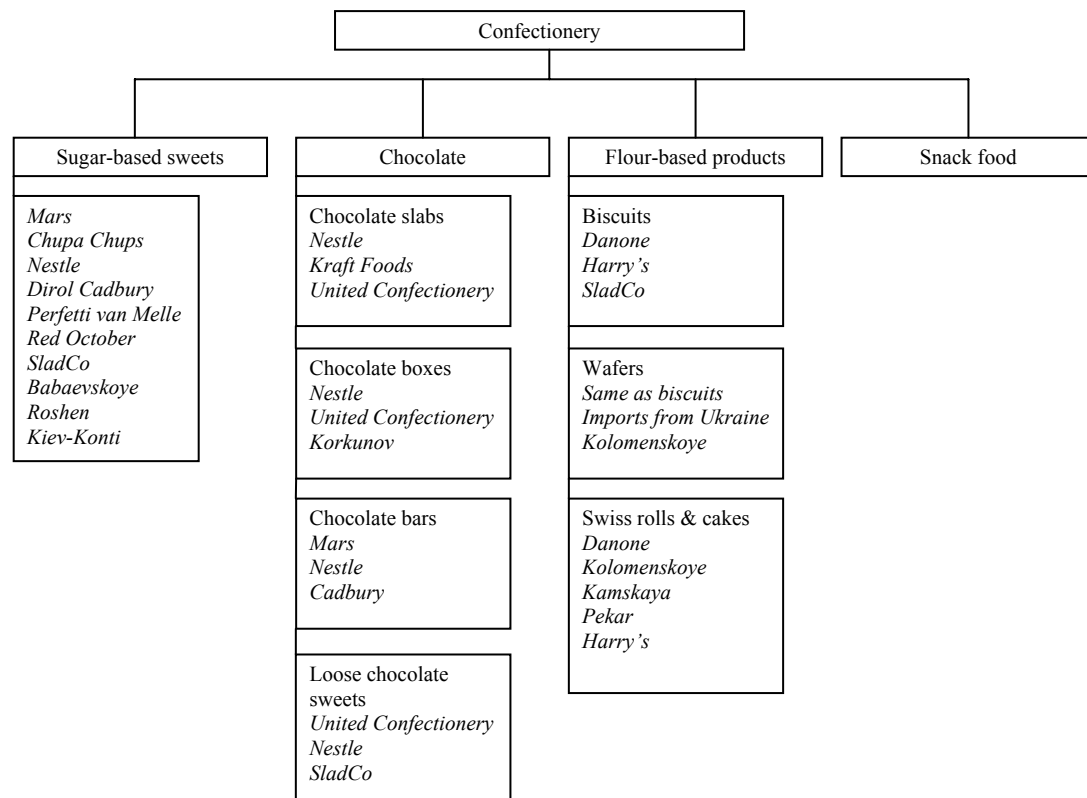 Confectionery
Sugar-based sweets
Mars
Chupa Chups
Nestle
Dirol Cadbury
Perfetti van Melle
Red October
SladCo
Babaevskoye
Roshen
Kiev-Konti
Chocolate
Chocolate slabs
Nestle
Kraft Foods
United Confectionery
Chocolate boxes
Nestle
United Confectionery
Korkunov
Chocolate bars
Mars
Nestle
Cadbury
Loose chocolate
sweets
United Confectionery
Nestle
SladCo
Flour-based products
Biscuits
Danone
Harry’s
SladCo
Wafers
Same as biscuits
Imports from Ukraine
Kolomenskoye
Swiss rolls & cakes
Danone
Kolomenskoye
Kamskaya
Pekar
Harry’s
Snack food